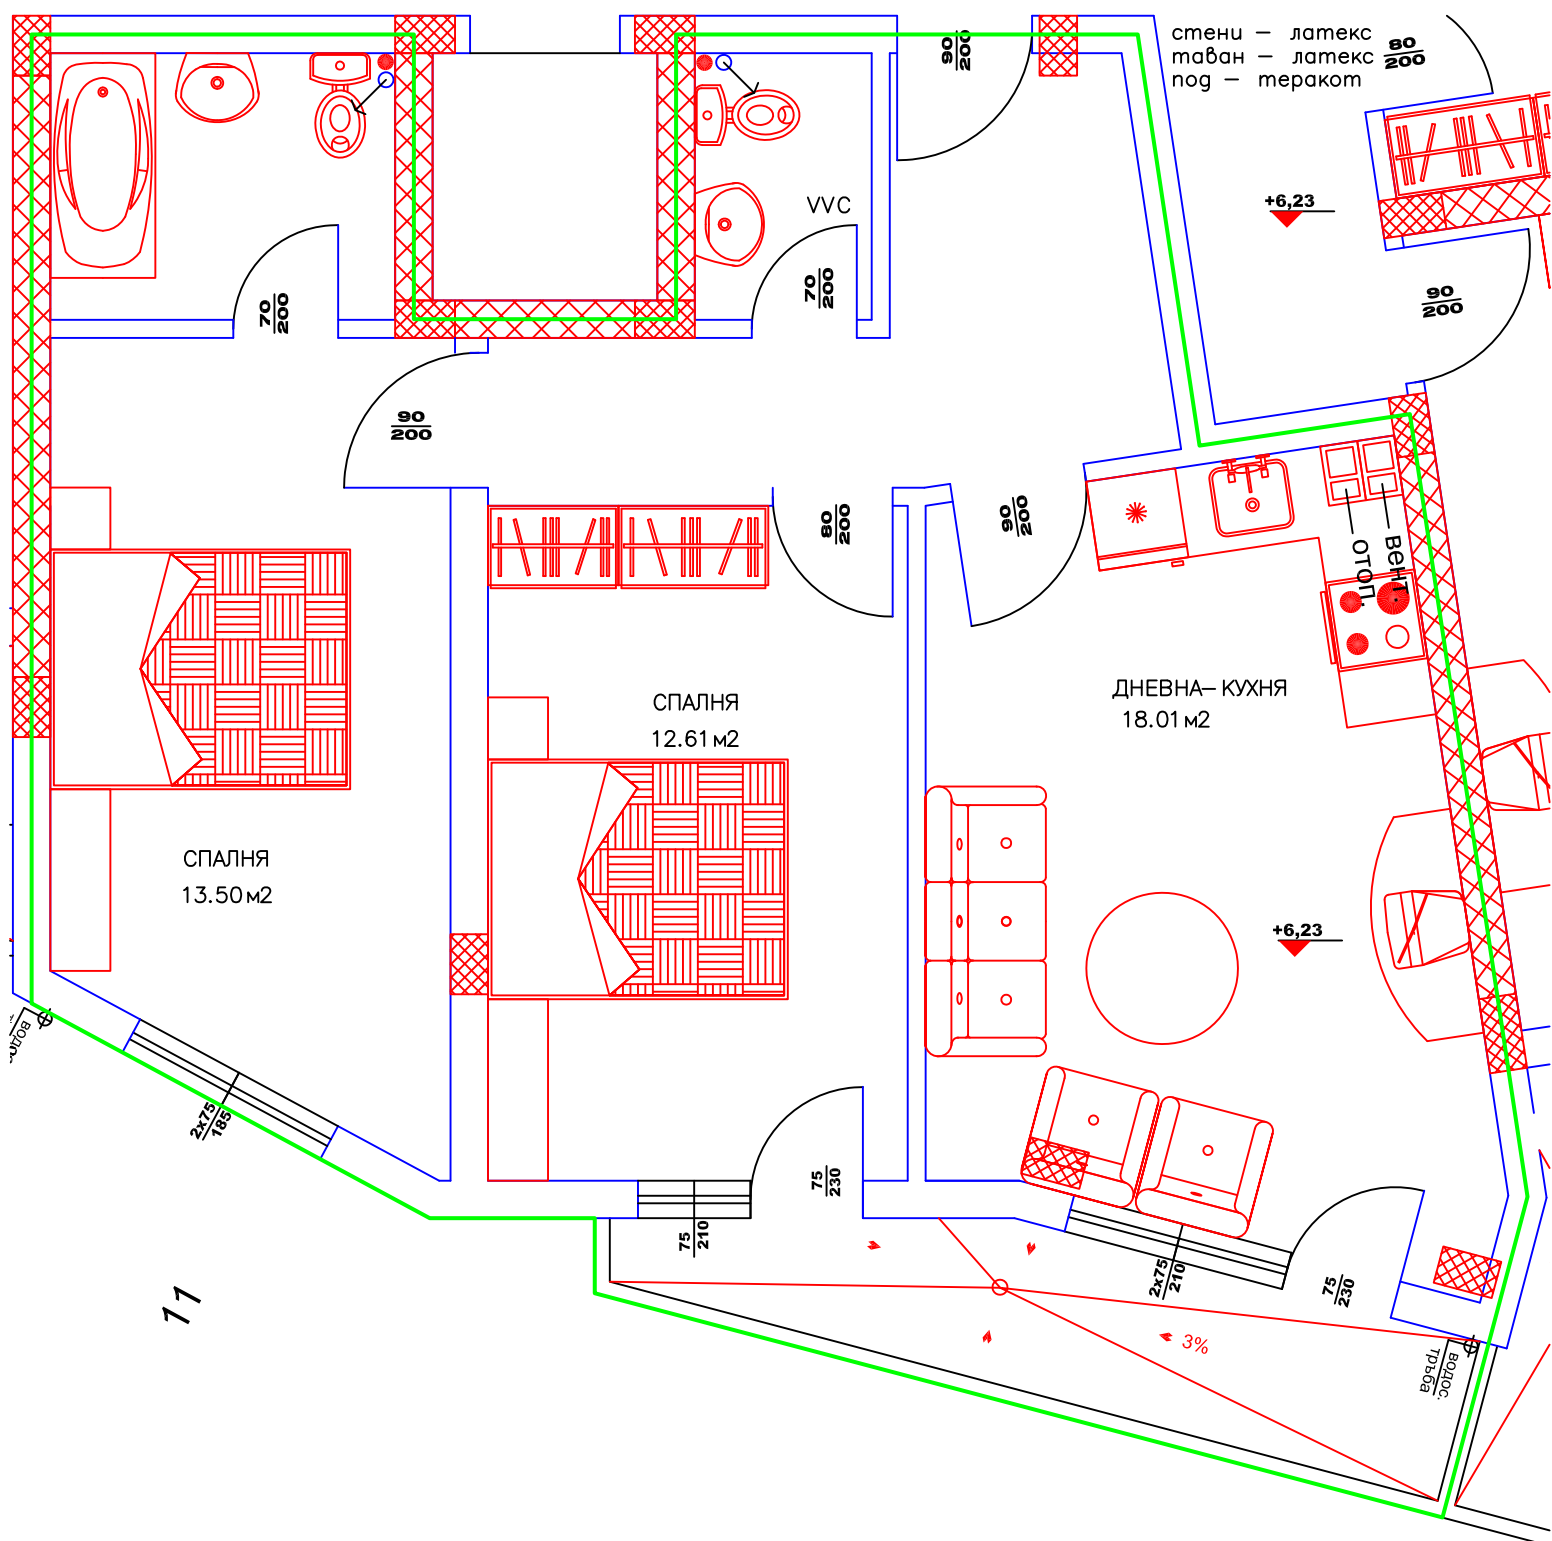 стени – латекс
таван – латекс
под – теракот
80
200
90
200
+6,23
VVC
70
200
70
200
90
200
90
200
80
200
90
200
вент.
отоп.
СПАЛНЯ
12.61 м2
ДНЕВНА–КУХНЯ
18.01 м2
СПАЛНЯ
13.50 м2
+6,23
2x75
185
75
230
75
210
2x75
210
75
230
3%
11
водос.
тръба